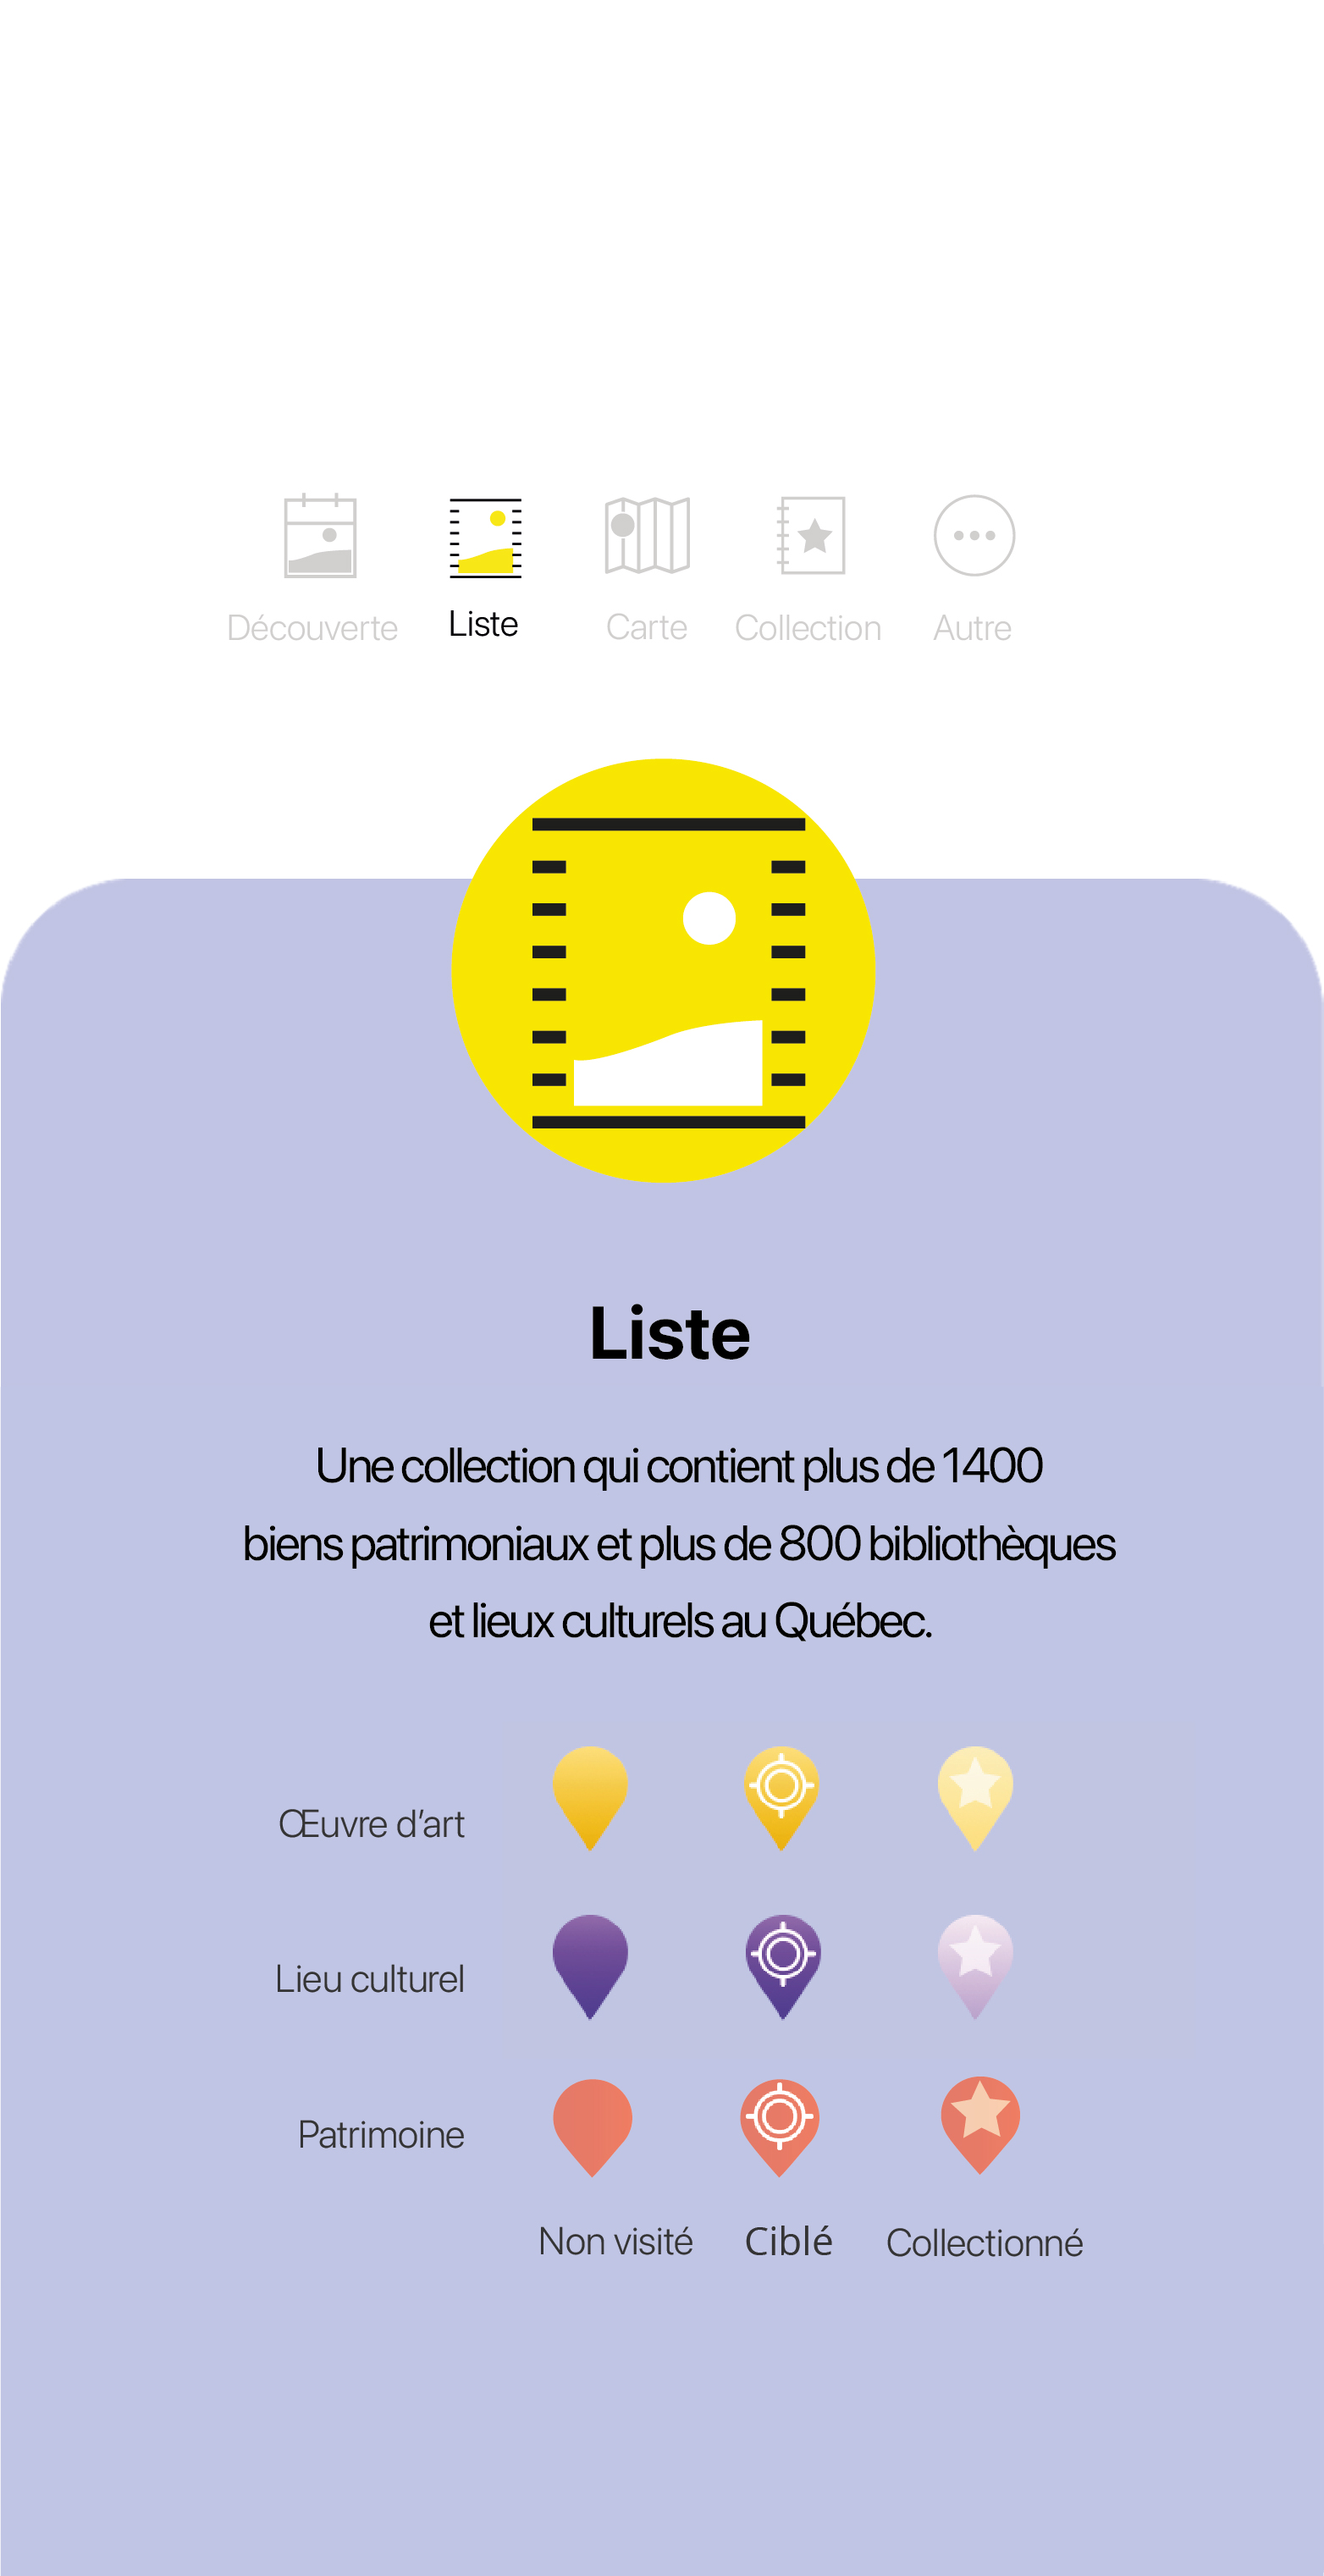 Découverte Liste Carte Collection Autre
Liste
Une collection qui contient plus de 1400
biens patrimoniaux et plus de 800 bibliothèques
et lieux culturels au Québec.
Œuvre d’art
Lieu culturel
Patrimoine
Non visité Ciblé Collectionné